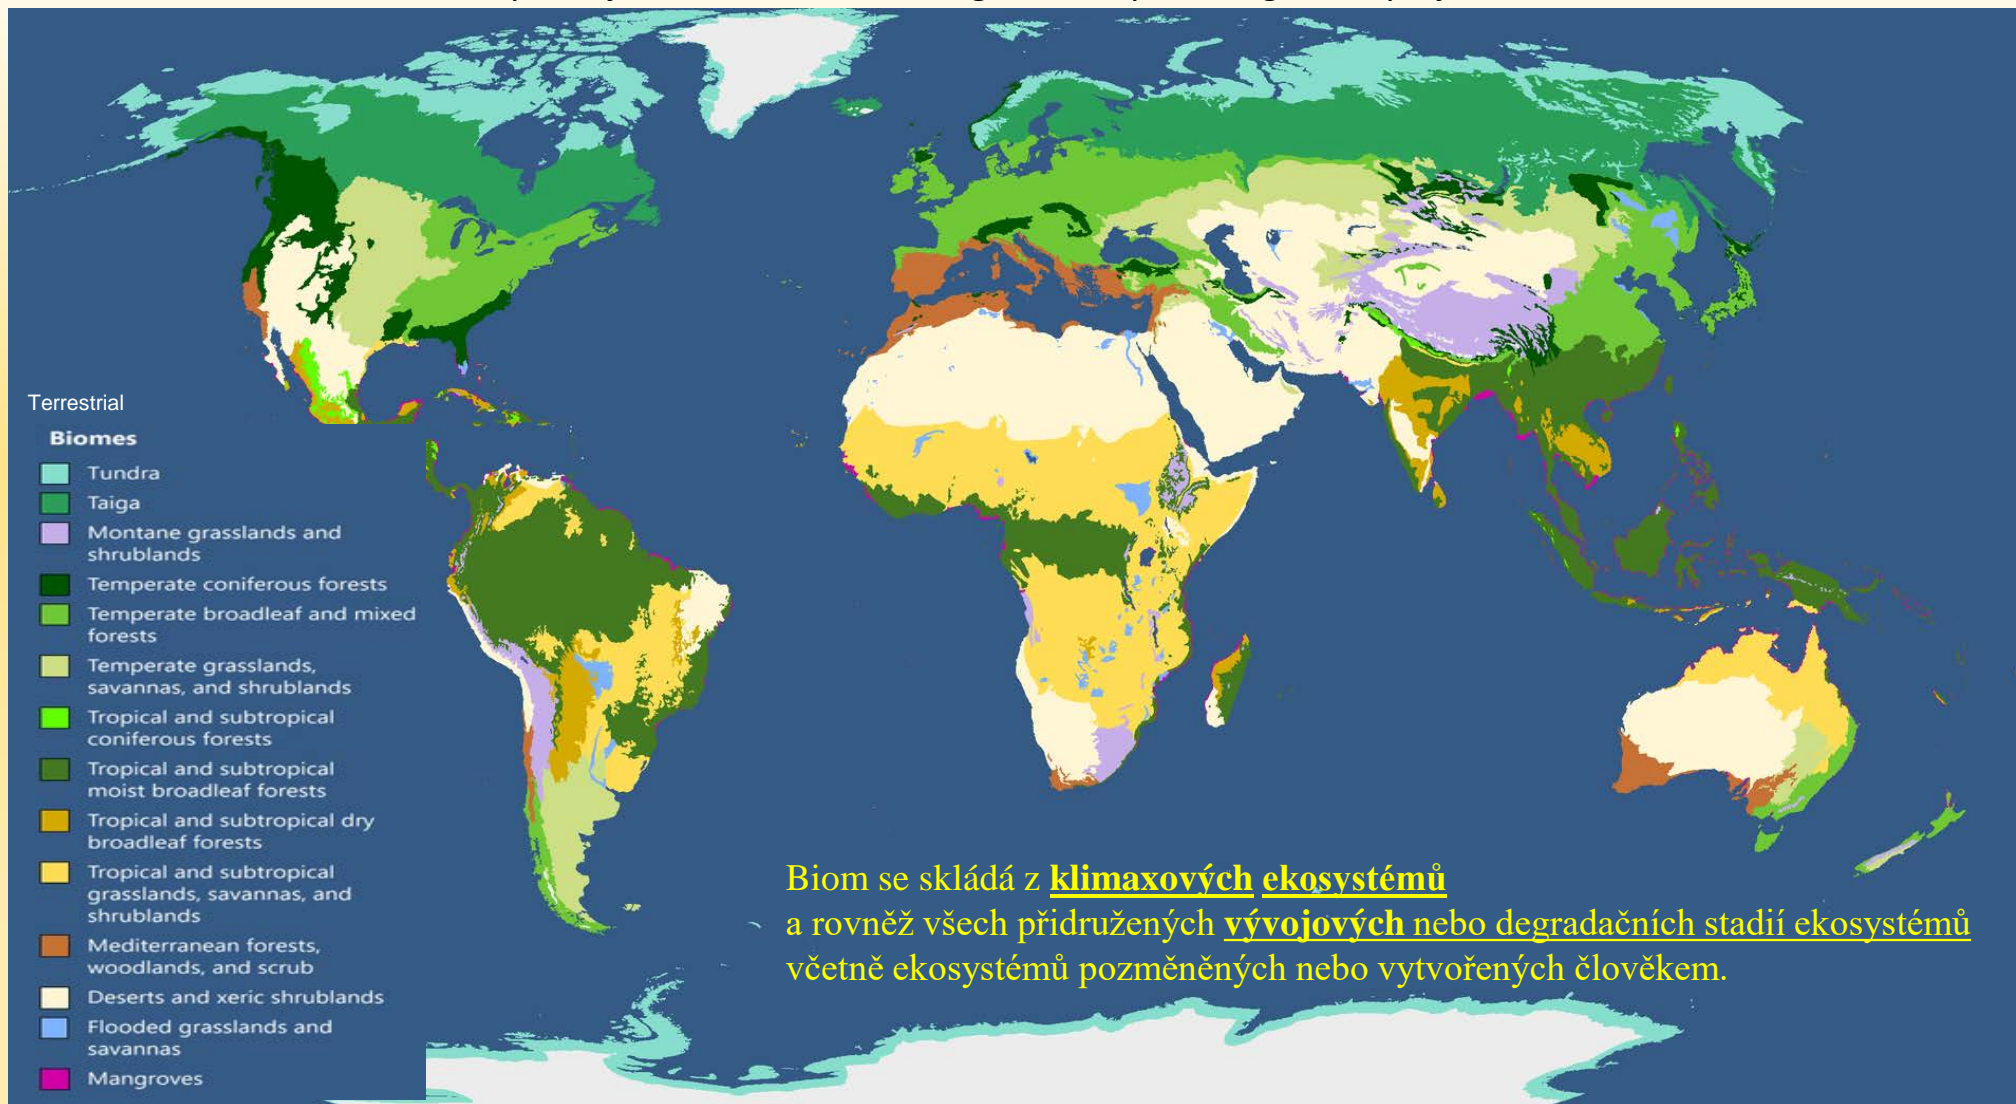 Terrestrial
Biomes
Tundra
Taiga
Montane grasslands and
shrublands
Temperate coniferous forests
Temperate broadleaf and mixed
forests
Temperate grasslands,
savannas, and shrublands
Tropical and subtropical
coniferous forests
Tropical and subtropical
moist broadleaf forests
Tropical and subtropical dry
broadleaf forests
Tropical and subtropical
grasslands, savannas, and
shrublands
Mediterranean forests,
woodlands, and scrub
Deserts and xeric shrublands
Flooded grasslands and
savannas
Mangroves
Biom se skládá z klimaxových ekosystémů
a rovněž všech přidružených vývojových nebo degradačních stadií ekosystémů
včetně ekosystémů pozměněných nebo vytvořených člověkem.